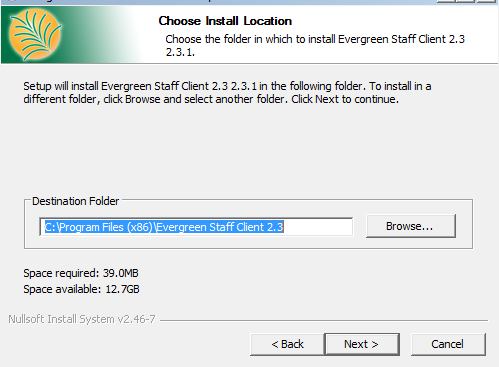 Choose Install Location
Choose the folder in which to install Evergreen Staff Client 2.3
2.3.1.
Setup will install Evergreen Staff Client 2.3 2.3.1 in the following folder. To install in a
different folder, click Browse and select another folder. Click Next to continue.
Destination Folder
C:\Program Files (x86)\Evergreen Staff Client 2.3
Browse...
Space required: 39.0MB
Space available: 12.7GB
Nullsoft Install System v2.46-7
< Back
Next >
Cancel